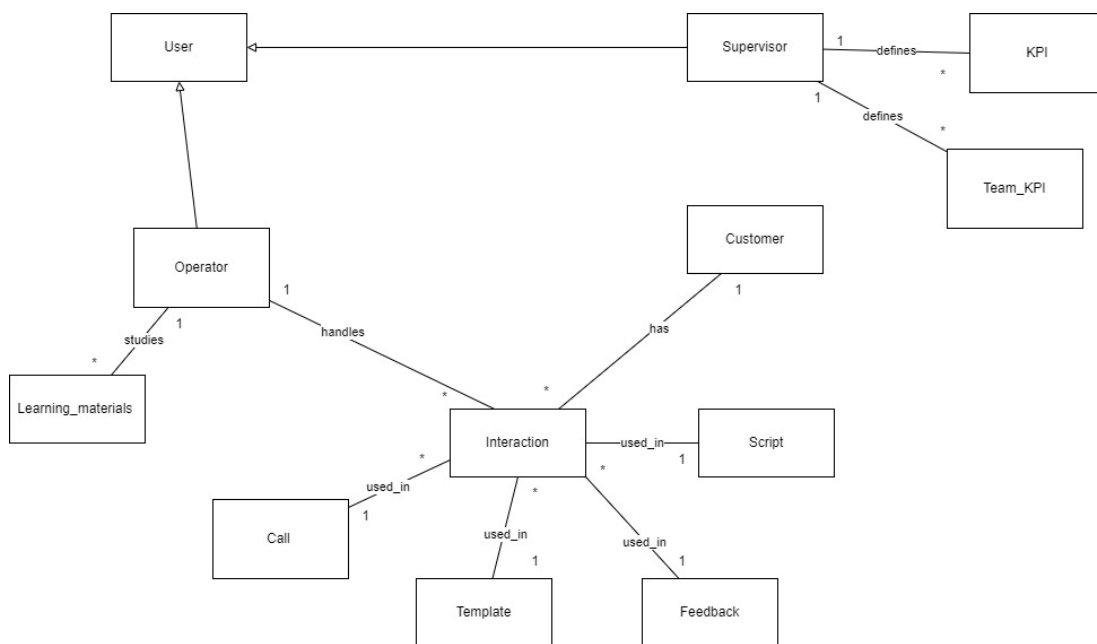 User
Supervisor
1
defines
*
KPI
1
defines
*
Team_KPI
Operator
1
handles
*
1
studies
*
Learning_materials
Customer
1
has
*
Interaction
used_in
1
Script
*
*
used_in
1
Call
*
used_in
1
Template
used_in
1
Feedback